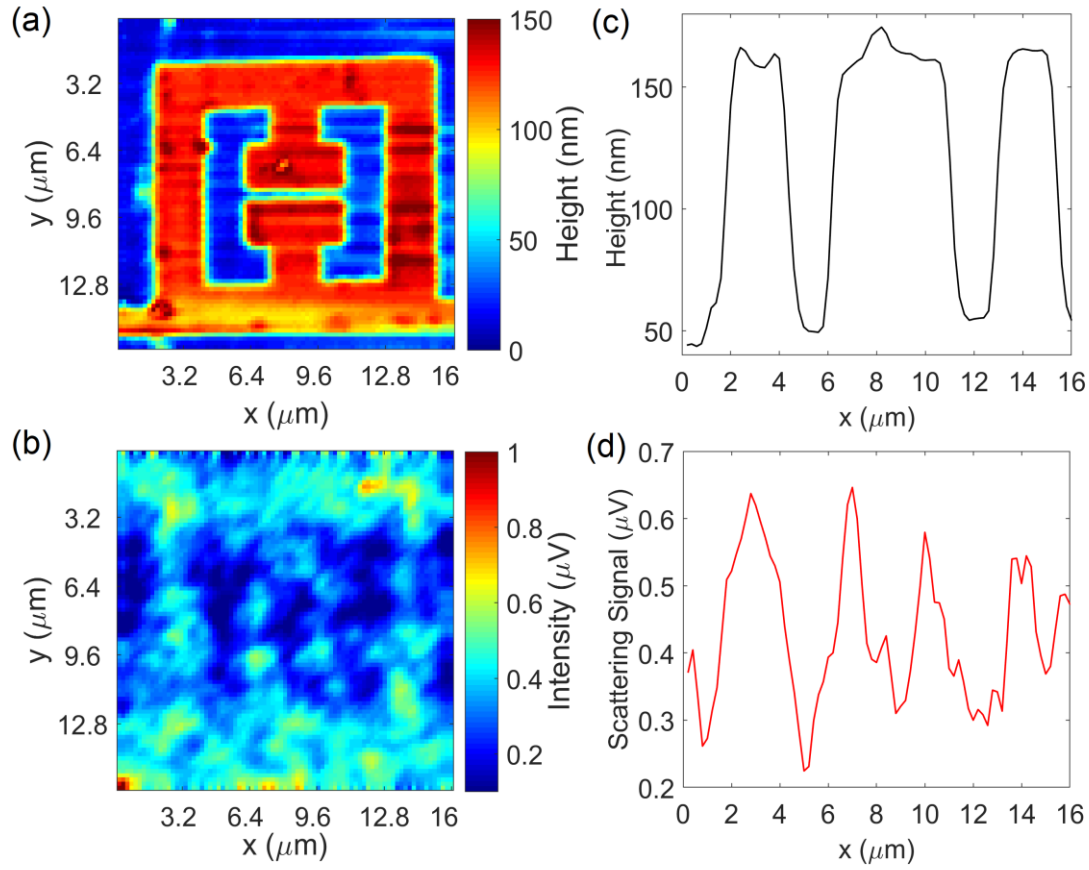 (a)
150
100
50
0
Height (nm)
3.2
6.4
9.6
12.8
y (μm)
3.2 6.4 9.6 12.8 16
x (μm)
(c)
150
100
50
Height (nm)
0 2 4 6 8 10 12 14 16
x (μm)
(b)
1
0.8
0.6
0.4
0.2
Intensity (μV)
3.2
6.4
9.6
12.8
y (μm)
3.2 6.4 9.6 12.8 16
x (μm)
(d)
0.7
0.6
0.5
0.4
0.3
0.2
Scattering Signal (μV)
0 2 4 6 8 10 12 14 16
x (μm)